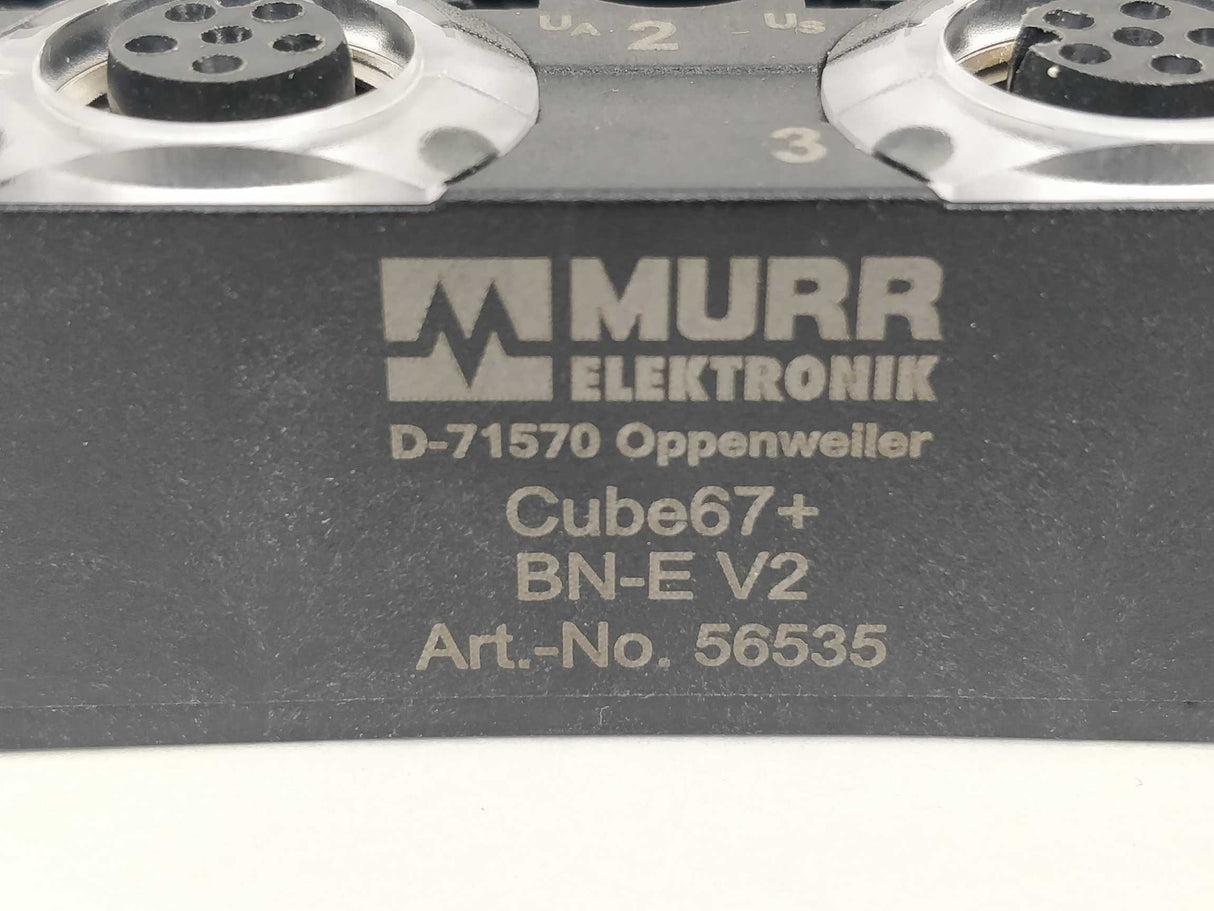 UA 2 US
3
MURR
ELEKTRONIK
D-71570 Oppenweiler
Cube67+
BN-E V2
Art.-No. 56535